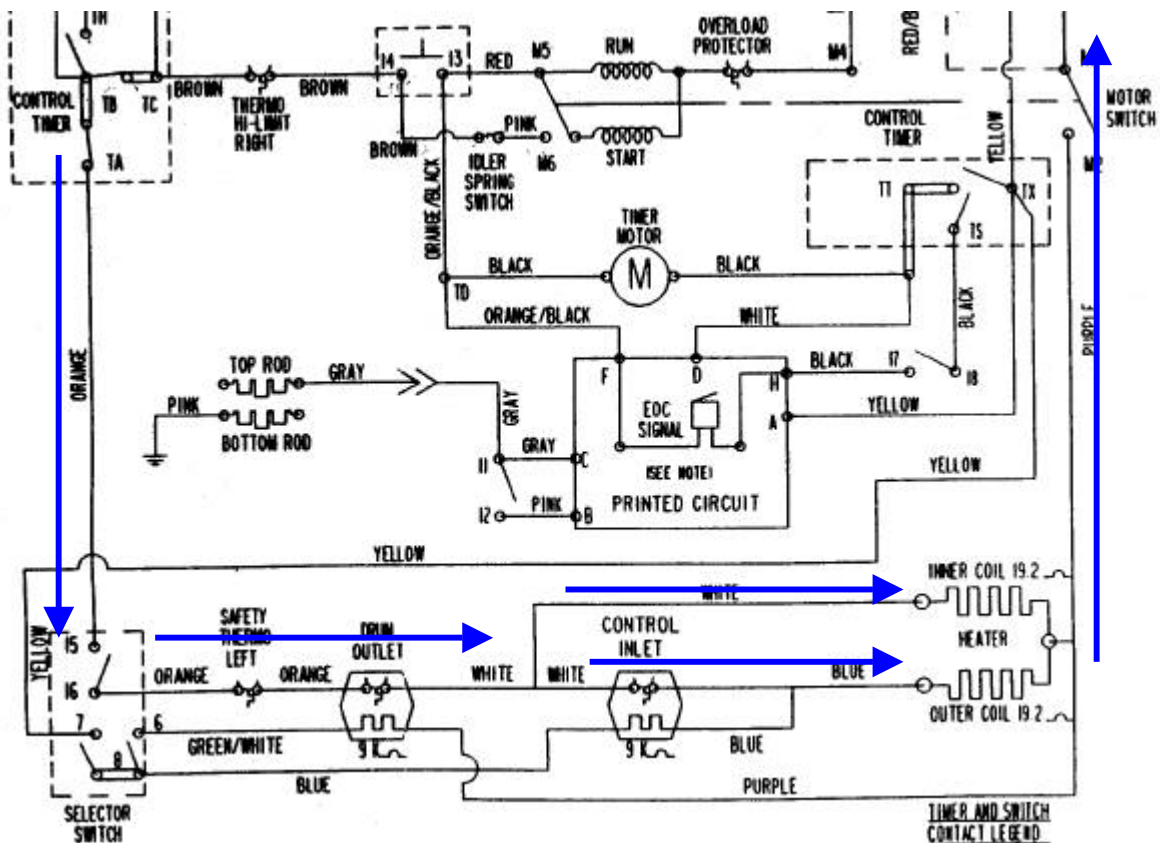 TH
OVERLOAD
PROTECTOR
RED/B
I4
I3
RED
M5
RUN
M4
CONTROL
TIMER
TB
TC
BROWN
THERMO
HI-LIMIT
RIGHT
BROWN
BROWN
IDLER
SPRING
SWITCH
PINK
M6
START
CONTROL
TIMER
YELLOW
MOTOR
SWITCH
TA
TT
TX
TS
ORANGE/BLACK
TIMER
MOTOR
BLACK
M
BLACK
TD
ORANGE/BLACK
WHITE
BLACK
PURPLE
ORANGE
TOP ROD
GRAY
PINK
BOTTOM ROD
GRAY
GRAY
F
D
H
BLACK
I7
I8
A
YELLOW
EOC
SIGNAL
(SEE NOTE)
I1
C
PRINTED CIRCUIT
I2
PINK
B
YELLOW
YELLOW
YELLOW
WHITE
INNER COIL 19.2
HEATER
OUTER COIL 19.2
I5
SAFETY
THERMO
LEFT
DRUM
OUTLET
CONTROL
INLET
I6
ORANGE
ORANGE
WHITE
WHITE
BLUE
7
6
GREEN/WHITE
9 K
9 K
BLUE
8
BLUE
PURPLE
SELECTOR
SWITCH
TIMER AND SWITCH
CONTACT LEGEND